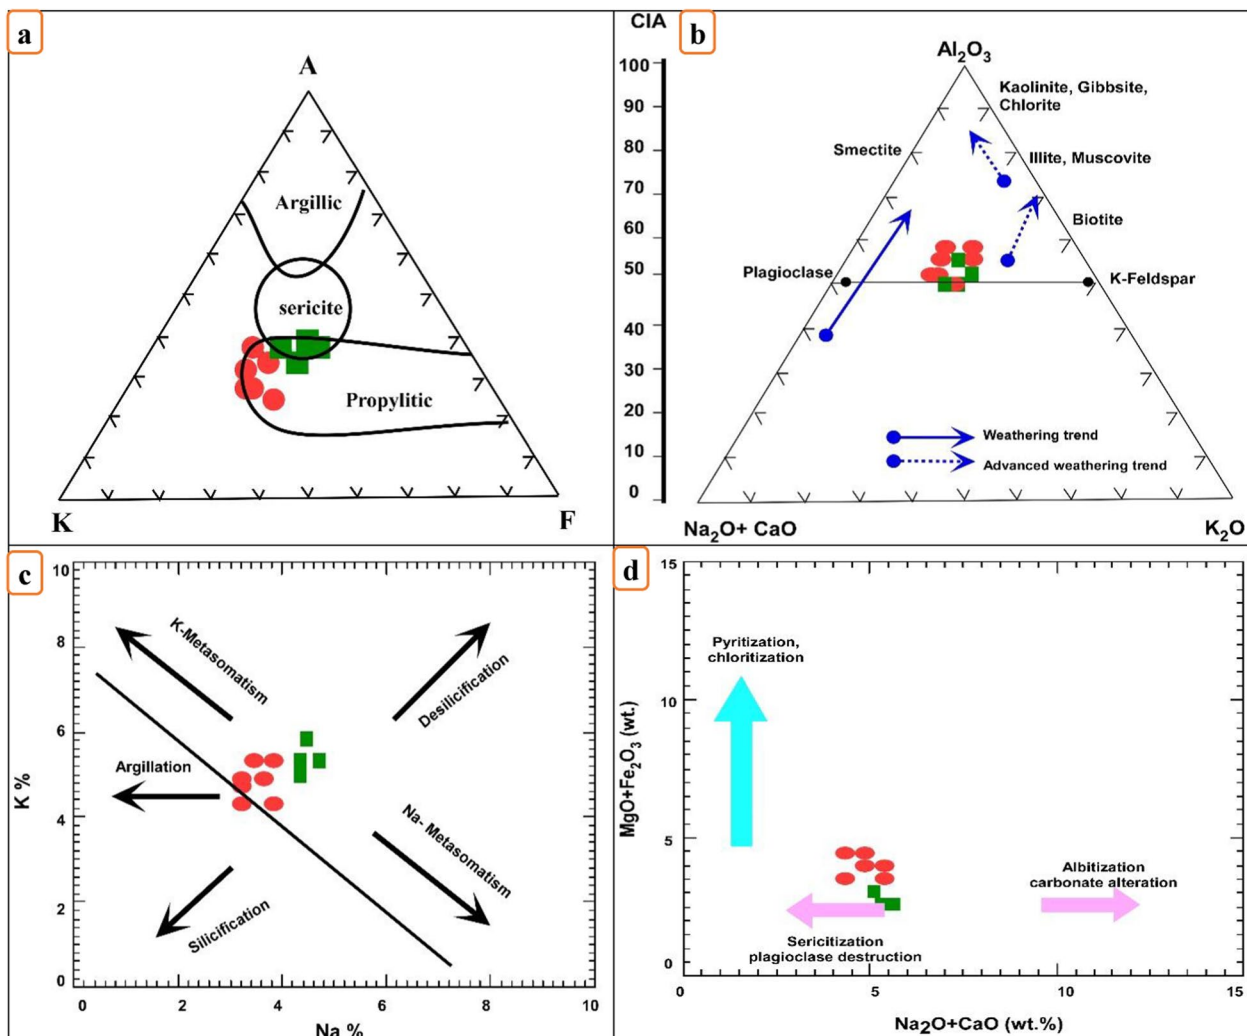 a
A
Argillic
sericite
Propylitic
K
F
b
CIA
Al₂O₃
100
90
80
70
60
50
40
30
20
10
0
Kaolinite, Gibbsite,
Chlorite
Smectite
Illite, Muscovite
Biotite
Plagioclase
K-Feldspar
Weathering trend
Advanced weathering trend
Na₂O+ CaO
K₂O
c
10
8
6
4
2
0
K %
K-Metasomatism
Desilicification
Argillation
Na- Metasomatism
Silicification
0 2 4 6 8 10
Na %
d
15
10
5
0
MgO+Fe₂O₃ (wt.)
Pyritization,
chloritization
Albitization
carbonate alteration
Sericitization
plagioclase destruction
0 5 10 15
Na₂O+CaO (wt.%)